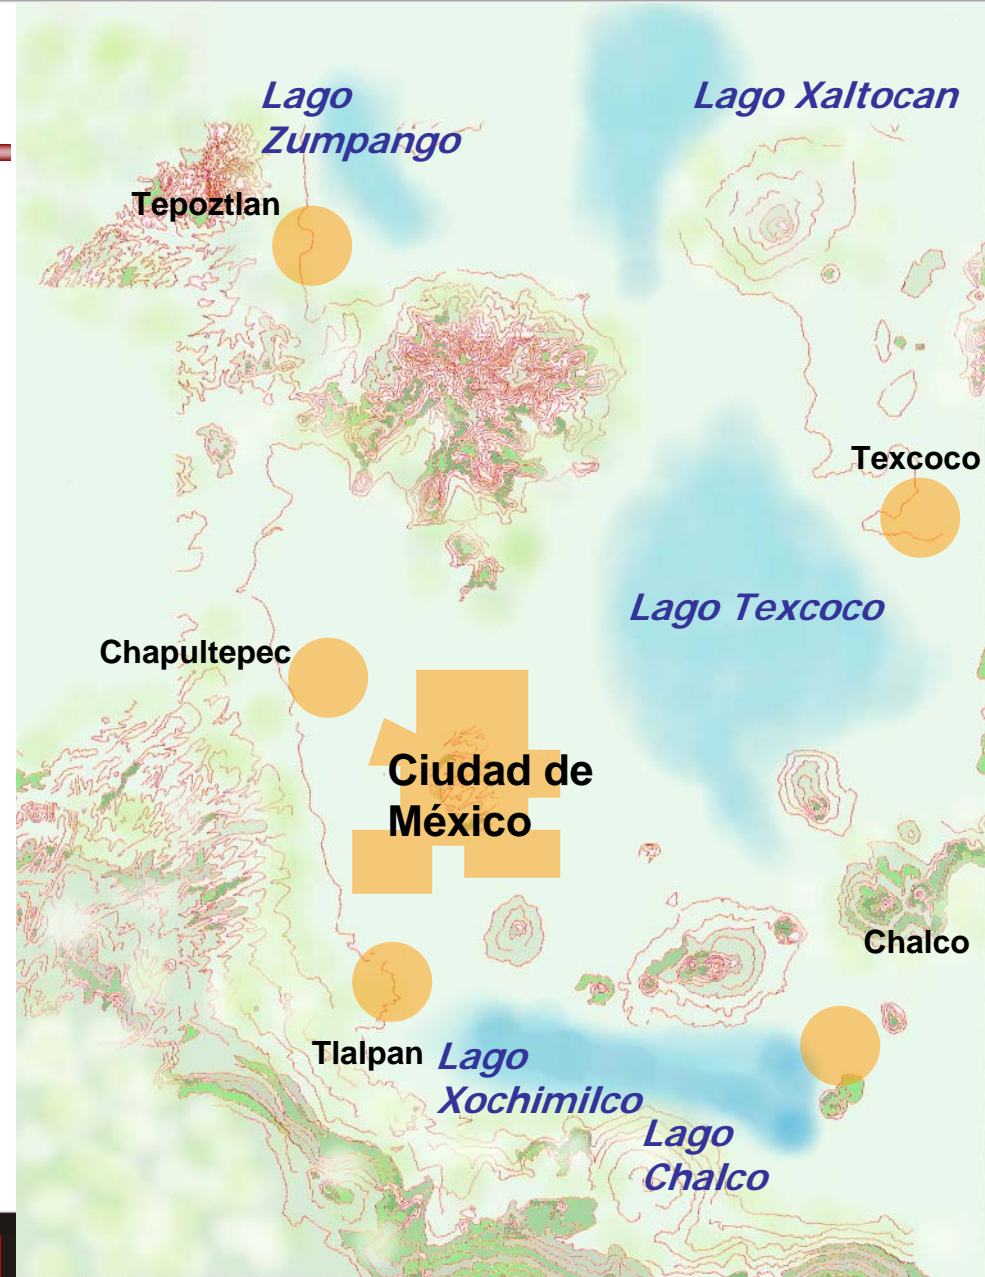 Lago
Zumpango
Lago Xaltocan
Tepoztlan
Texcoco
Lago Texcoco
Chapultepec
Ciudad de
México
Chalco
Tlalpan
Lago
Xochimilco
Lago
Chalco